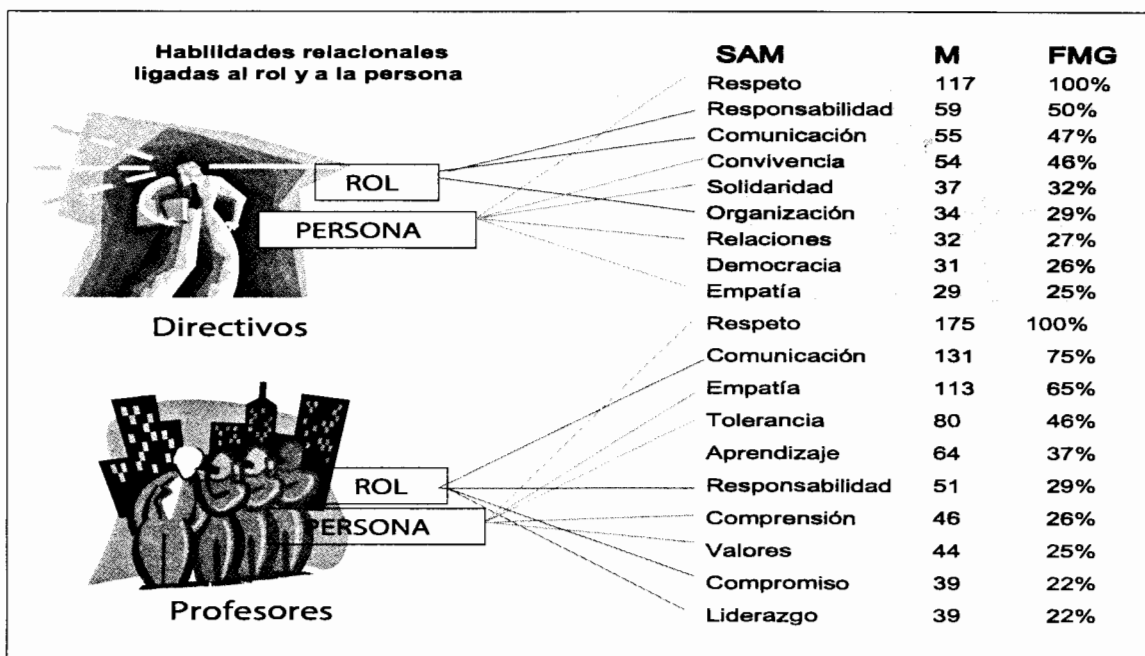 Habilidades relacionales
ligadas al rol y a la persona
ROL
PERSONA
Directivos
SAM M FMG
Respeto 117 100%
Responsabilidad 59 50%
Comunicación 55 47%
Convivencia 54 46%
Solidaridad 37 32%
Organización 34 29%
Relaciones 32 27%
Democracia 31 26%
Empatía 29 25%
ROL
PERSONA
Profesores
Respeto 175 100%
Comunicación 131 75%
Empatía 113 65%
Tolerancia 80 46%
Aprendizaje 64 37%
Responsabilidad 51 29%
Comprensión 46 26%
Valores 44 25%
Compromiso 39 22%
Liderazgo 39 22%